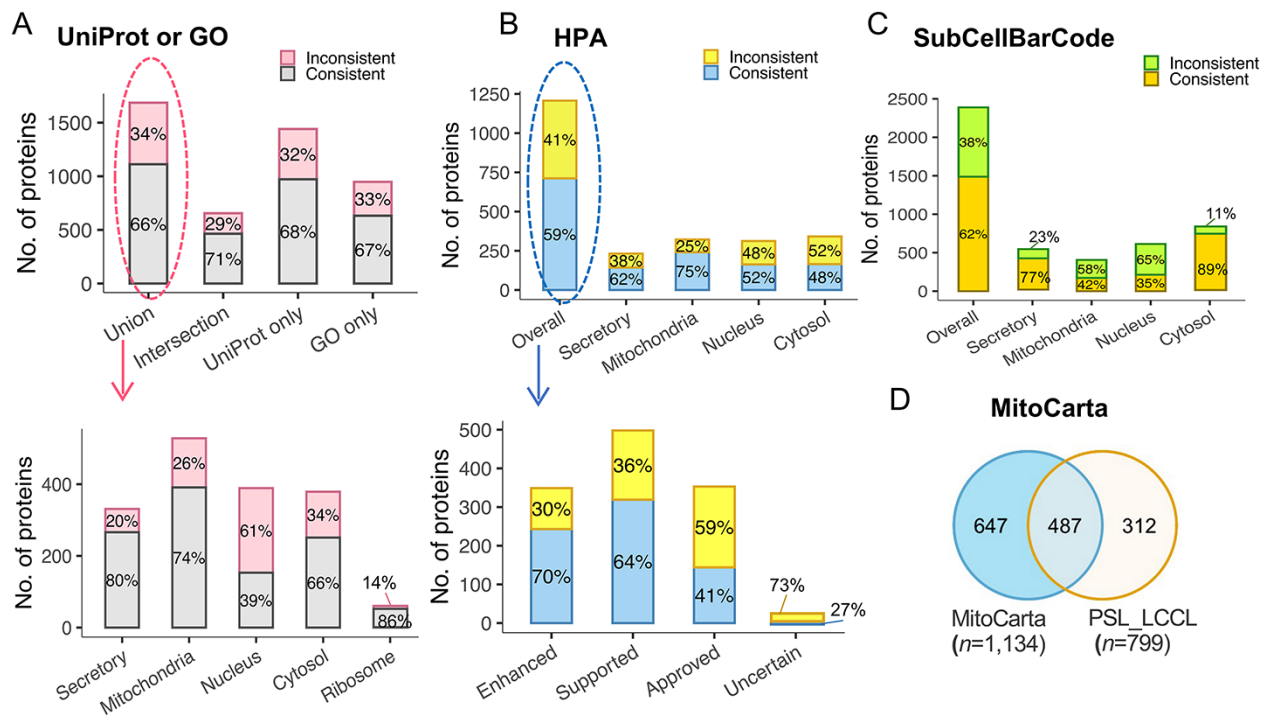 A
UniProt or GO
Inconsistent
Consistent
No. of proteins
1500
1000
500
0
34%
66%
29%
71%
32%
68%
33%
67%
Union
Intersection
UniProt only
GO only
No. of proteins
400
200
0
20%
80%
26%
74%
61%
39%
34%
66%
14%
86%
Secretory
Mitochondria
Nucleus
Cytosol
Ribosome
B
HPA
Inconsistent
Consistent
No. of proteins
1250
1000
750
500
250
0
41%
59%
38%
62%
25%
75%
48%
52%
52%
48%
Overall
Secretory
Mitochondria
Nucleus
Cytosol
No. of proteins
500
400
300
200
100
0
30%
70%
36%
64%
59%
41%
73%
27%
Enhanced
Supported
Approved
Uncertain
C
SubCellBarCode
Inconsistent
Consistent
No. of proteins
2500
2000
1500
1000
500
0
38%
62%
23%
77%
58%
42%
65%
35%
11%
89%
Overall
Secretory
Mitochondria
Nucleus
Cytosol
D
MitoCarta
647
487
312
MitoCarta
(n=1,134)
PSL_LCCL
(n=799)